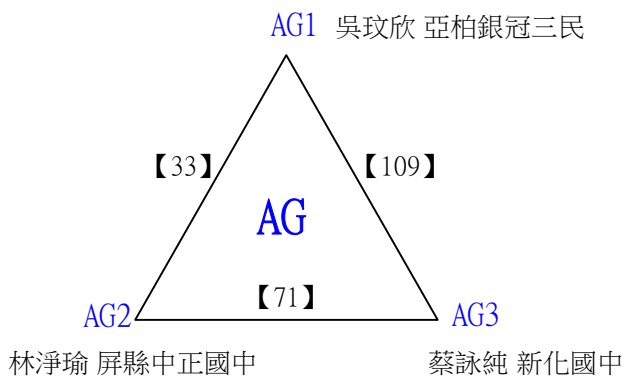 AG1 吳玟欣 亞柏銀冠三民
【33】 【109】
AG
【71】
AG2 AG3
林淨瑜 屏縣中正國中 蔡詠純 新化國中